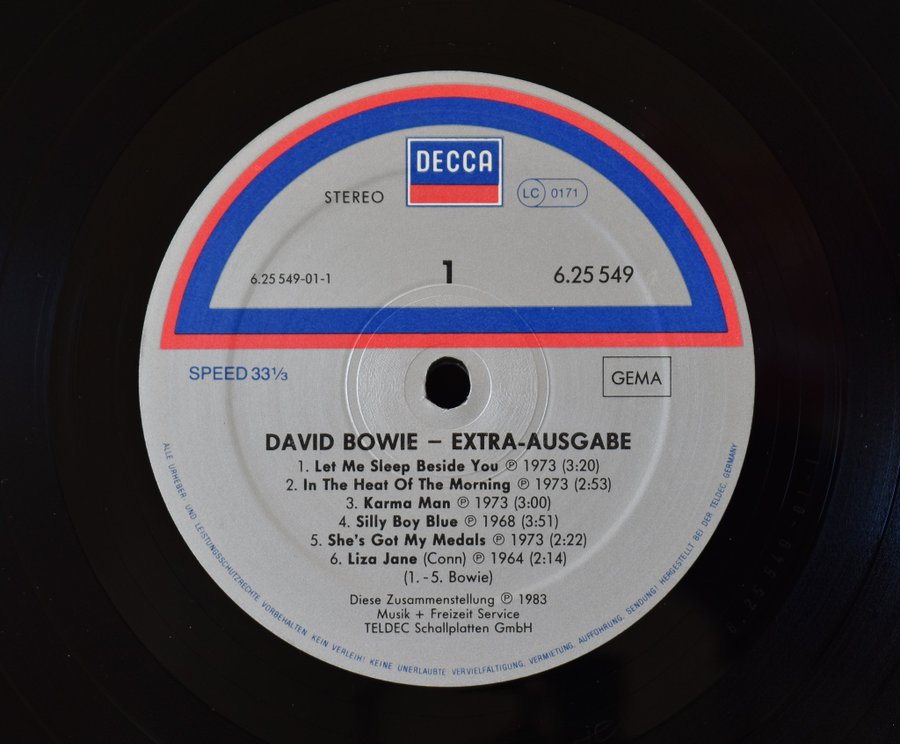 DECCA
STEREO
LC 0171
6.25 549-01-1
1
6.25 549
SPEED 33 1/3
GEMA
DAVID BOWIE – EXTRA-AUSGABE
1. Let Me Sleep Beside You ℗ 1973 (3:20)
2. In The Heat Of The Morning ℗ 1973 (2:53)
3. Karma Man ℗ 1973 (3:00)
4. Silly Boy Blue ℗ 1968 (3:51)
5. She's Got My Medals ℗ 1973 (2:22)
6. Liza Jane (Conn) ℗ 1964 (2:14)
(1. - 5. Bowie)
Diese Zusammenstellung ℗ 1983
Musik + Freizeit Service
TELDEC Schallplatten GmbH
ALLE URHEBER- UND LEISTUNGSSCHUTZRECHTE VORBEHALTEN KEIN VERLEIH! KEINE UNERLAUBTE VERVIELFÄLTIGUNG, VERMIETUNG, AUFFÜHRUNG, SENDUNG! HERGESTELLT BEI DER TELDEC, GERMANY